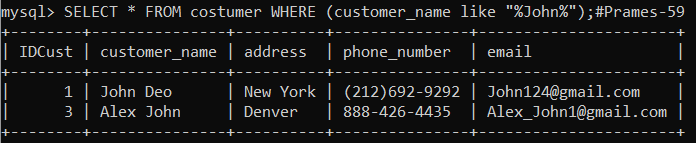 mysql> SELECT * FROM costumer WHERE (customer_name like "%John%");#Prames-59
+--------+---------------+----------+---------------+----------------------+
| IDCust | customer_name | address  | phone_number  | email                |
+--------+---------------+----------+---------------+----------------------+
|      1 | John Deo      | New York | (212)692-9292 | John124@gmail.com    |
|      3 | Alex John     | Denver   | 888-426-4435  | Alex_John1@gmail.com |
+--------+---------------+----------+---------------+----------------------+